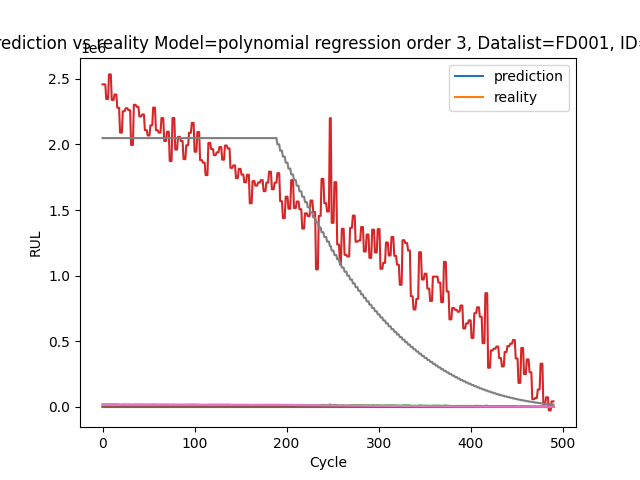 rediction vs reality Model=polynomial regression order 3, Datalist=FD001, ID=
1e6
prediction
reality
2.5
2.0
1.5
1.0
0.5
0.0
RUL
0 100 200 300 400 500
Cycle